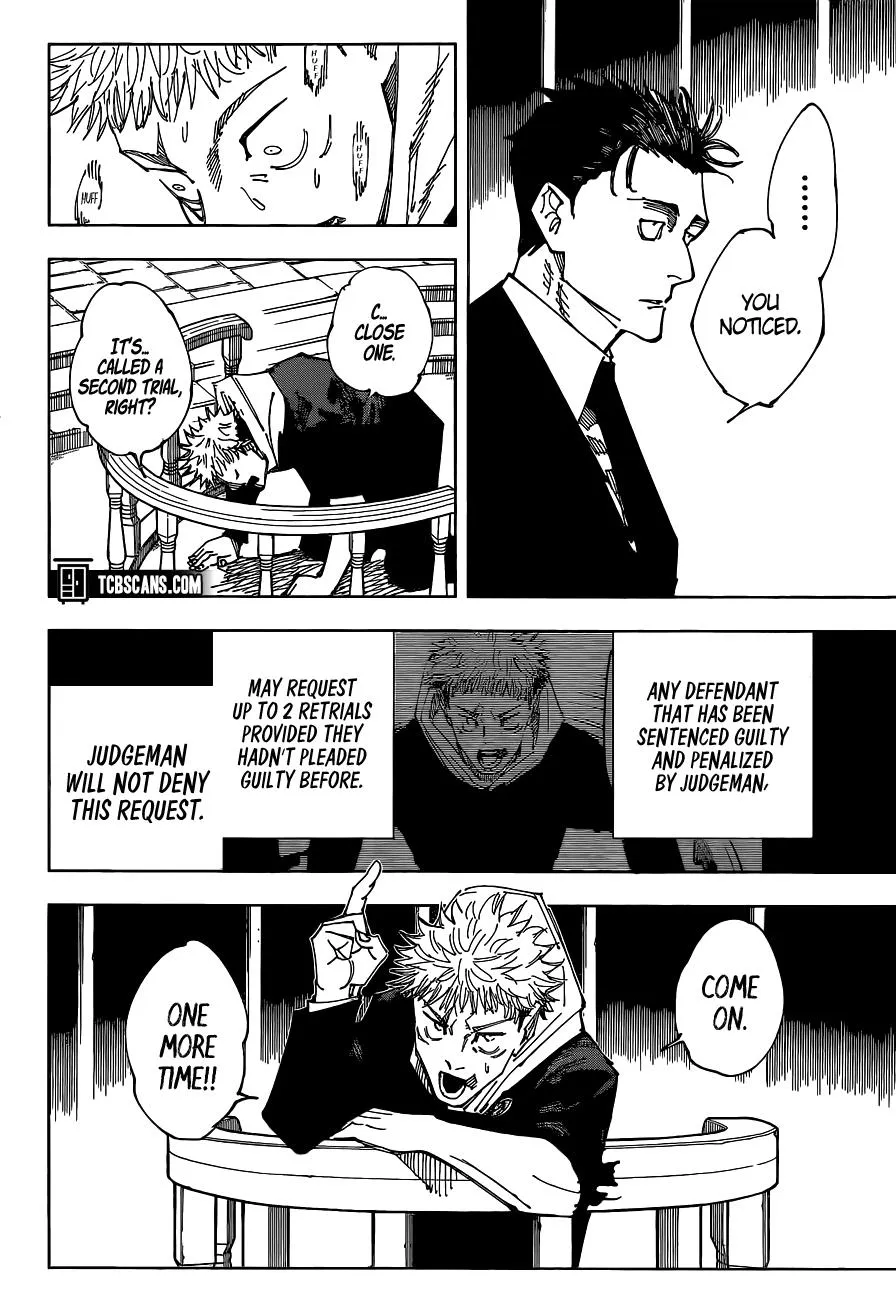 ......
YOU
NOTICED.
HUFF
HUFF
HUFF
C...
CLOSE
ONE.
IT'S...
CALLED A
SECOND TRIAL,
RIGHT?
TCBSCANS.COM
ANY DEFENDANT
THAT HAS BEEN
SENTENCED GUILTY
AND PENALIZED
BY JUDGEMAN,
MAY REQUEST
UP TO 2 RETRIALS
PROVIDED THEY
HADN'T PLEADED
GUILTY BEFORE.
JUDGEMAN
WILL NOT DENY
THIS REQUEST.
COME
ON.
ONE
MORE
TIME!!